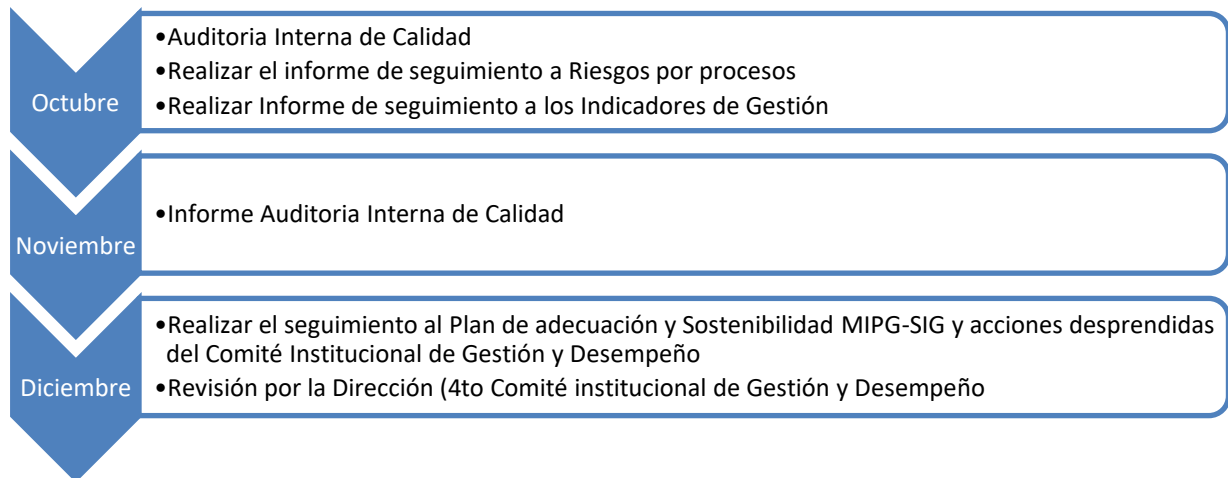 Octubre
•Auditoria Interna de Calidad
•Realizar el informe de seguimiento a Riesgos por procesos
•Realizar Informe de seguimiento a los Indicadores de Gestión
Noviembre
•Informe Auditoria Interna de Calidad
Diciembre
•Realizar el seguimiento al Plan de adecuación y Sostenibilidad MIPG-SIG y acciones desprendidas
del Comité Institucional de Gestión y Desempeño
•Revisión por la Dirección (4to Comité institucional de Gestión y Desempeño